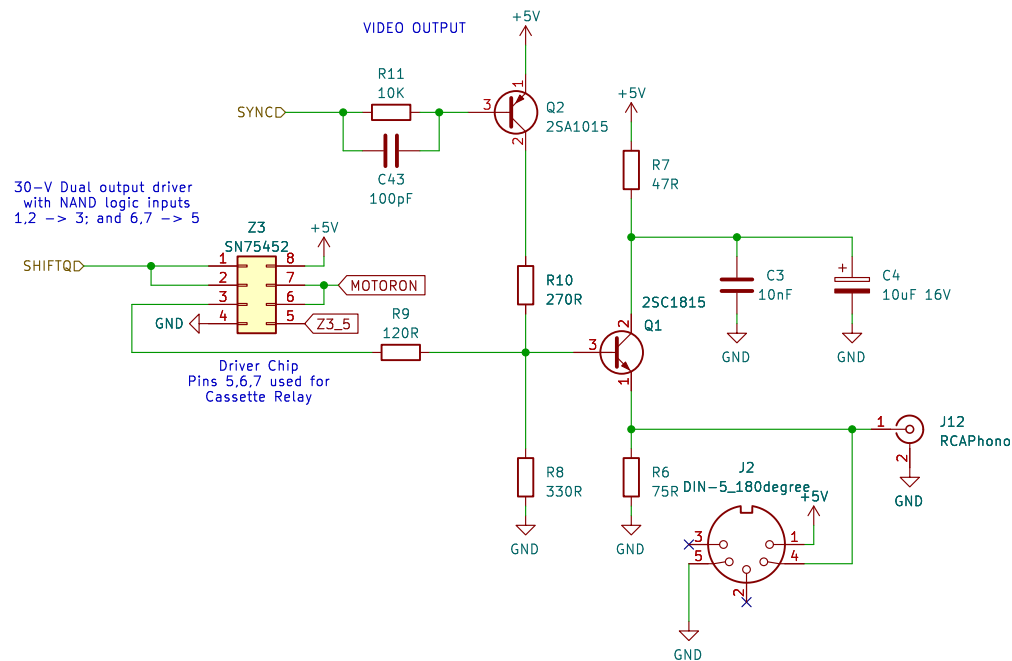 VIDEO OUTPUT
+5V
1
R11
10K
SYNC
3
Q2
2SA1015
2
C43
100pF
+5V
R7
47R
30-V Dual output driver
with NAND logic inputs
1,2 -> 3; and 6,7 -> 5
Z3
SN75452
+5V
SHIFTQ
1
8
2
7
MOTORON
3
6
GND
4
5
Z3_5
R10
270R
C3
10nF
+
C4
10uF 16V
GND
GND
2SC1815
2
Q1
3
1
R9
120R
Driver Chip
Pins 5,6,7 used for
Cassette Relay
1
J12
RCAPhono
2
GND
R8
330R
GND
R6
75R
GND
J2
DIN-5_180degree
+5V
3
1
5
4
2
GND